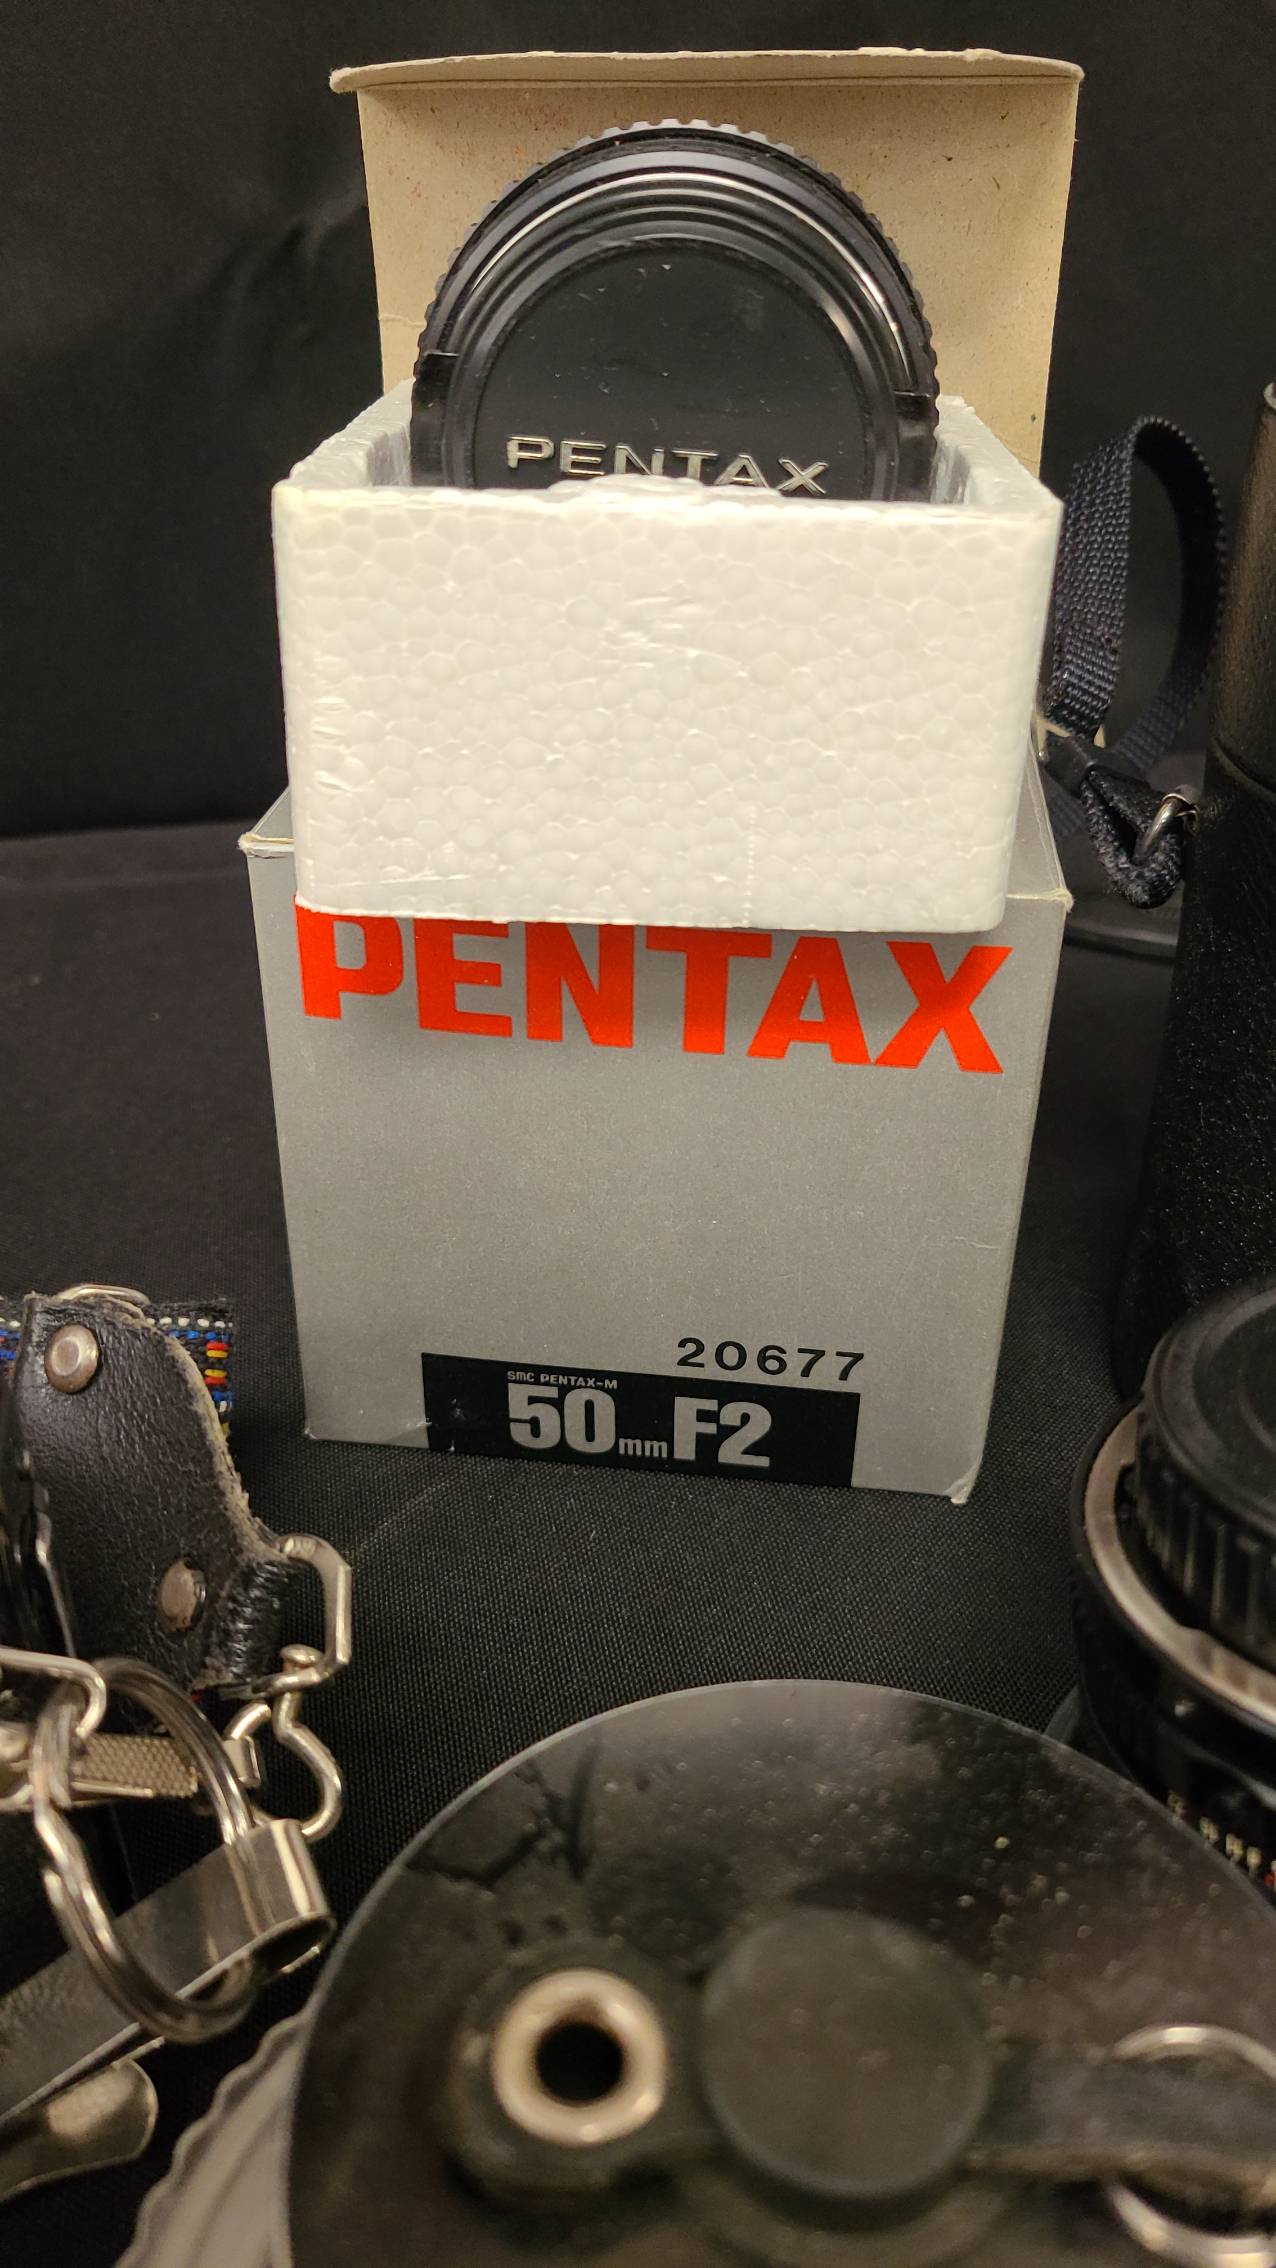 PENTAX
PENTAX
20677
smc PENTAX-M
50mm F2